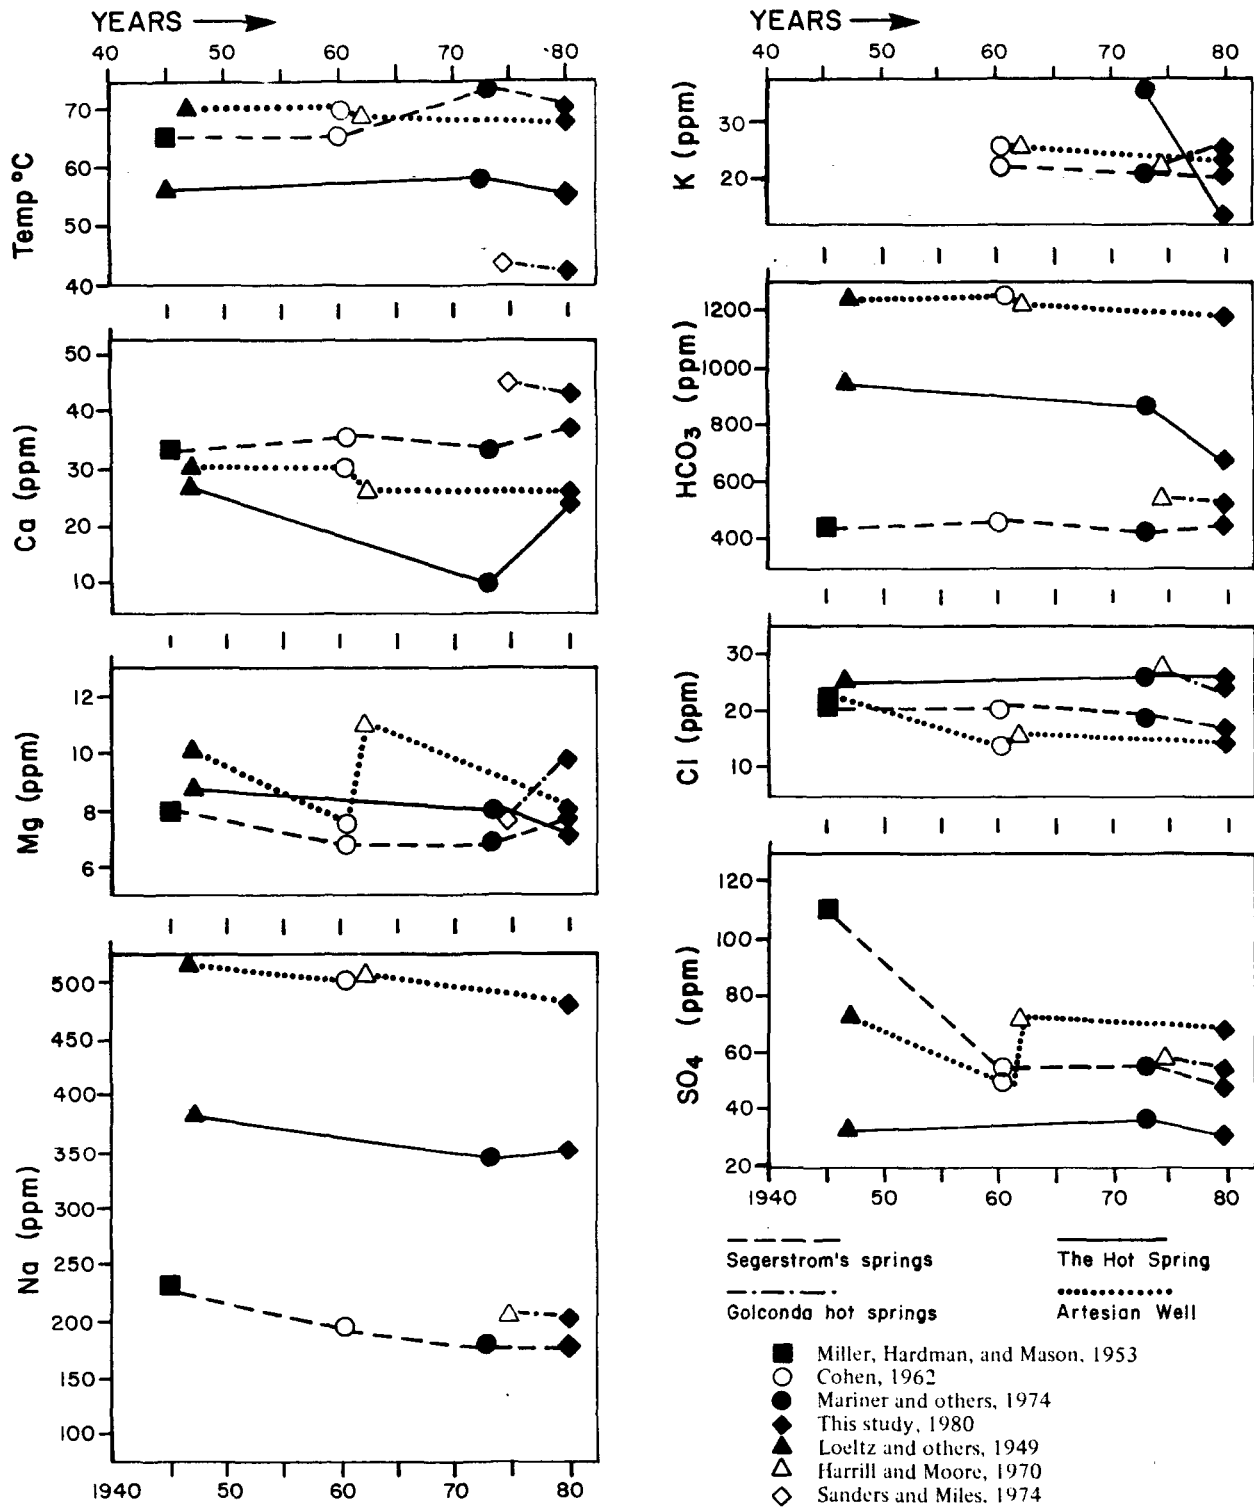 YEARS
40 50 60 70 80
70
60
50
40
Temp °C
50
40
30
20
10
Ca (ppm)
12
10
8
6
Mg (ppm)
500
450
400
350
300
250
200
150
100
Na (ppm)
1940 50 60 70 80
YEARS
40 50 60 70 80
30
20
K (ppm)
1200
1000
800
600
400
HCO₃ (ppm)
30
20
10
Cl (ppm)
120
100
80
60
40
20
SO₄ (ppm)
1940 50 60 70 80
Segerstrom's springs
The Hot Spring
Golconda hot springs
Artesian Well
Miller, Hardman, and Mason, 1953
Cohen, 1962
Mariner and others, 1974
This study, 1980
Loeltz and others, 1949
Harrill and Moore, 1970
Sanders and Miles, 1974